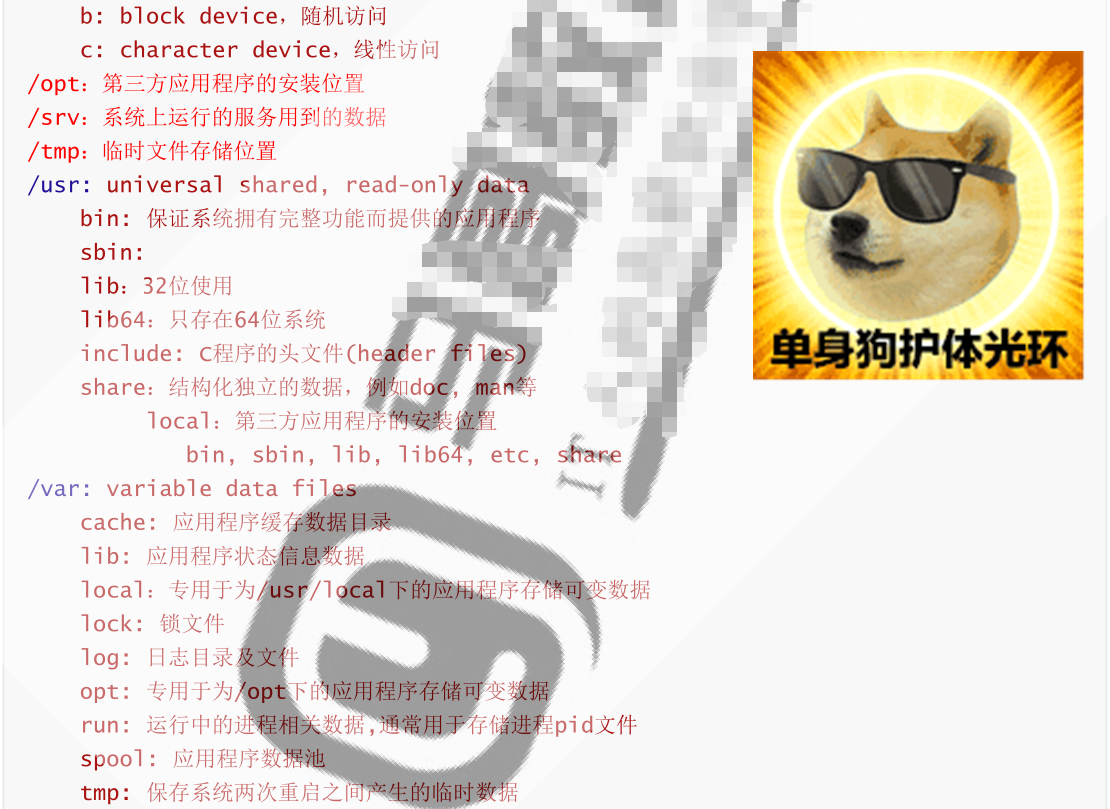 b: block device，随机访问
c: character device，线性访问
/opt：第三方应用程序的安装位置
/srv：系统上运行的服务用到的数据
/tmp：临时文件存储位置
/usr: universal shared, read-only data
bin: 保证系统拥有完整功能而提供的应用程序
sbin:
lib：32位使用
lib64：只存在64位系统
include: C程序的头文件(header files)
share：结构化独立的数据，例如doc, man等
local：第三方应用程序的安装位置
bin, sbin, lib, lib64, etc, share
/var: variable data files
cache: 应用程序缓存数据目录
lib: 应用程序状态信息数据
local：专用于为/usr/local下的应用程序存储可变数据
lock: 锁文件
log: 日志目录及文件
opt: 专用于为/opt下的应用程序存储可变数据
run: 运行中的进程相关数据,通常用于存储进程pid文件
spool: 应用程序数据池
tmp: 保存系统两次重启之间产生的临时数据
单身狗护体光环
IT